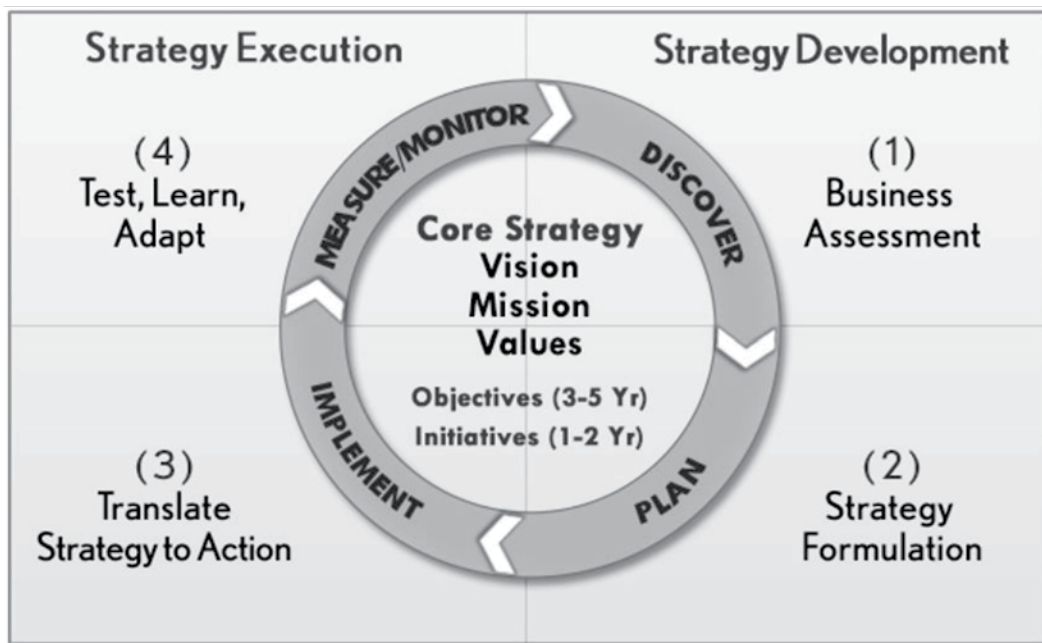 Strategy Execution
Strategy Development
(4)
Test, Learn,
Adapt
MEASURE/MONITOR
DISCOVER
(1)
Business
Assessment
Core Strategy
Vision
Mission
Values
Objectives (3-5 Yr)
Initiatives (1-2 Yr)
(3)
Translate
Strategy to Action
IMPLEMENT
PLAN
(2)
Strategy
Formulation